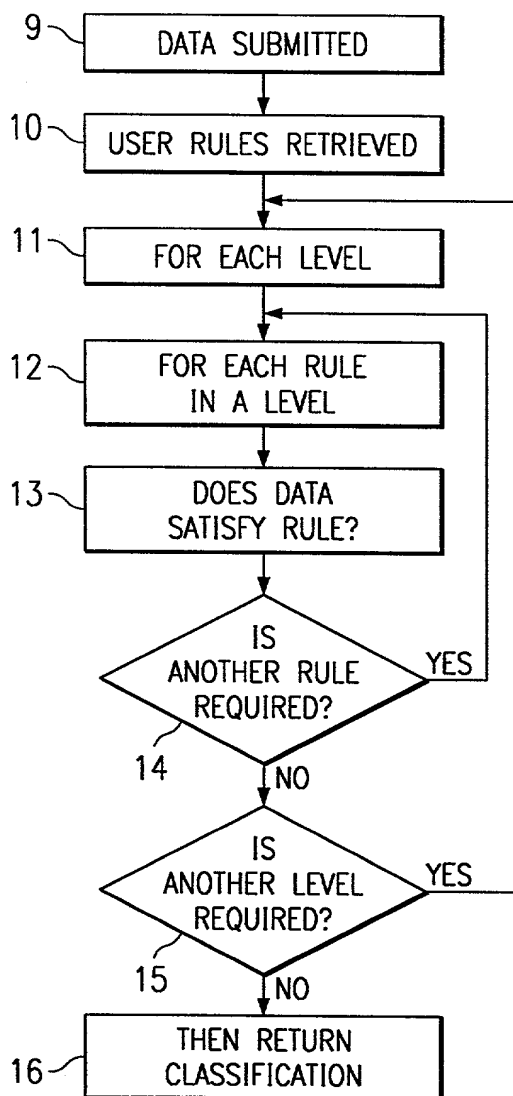 9
DATA SUBMITTED
10
USER RULES RETRIEVED
11
FOR EACH LEVEL
12
FOR EACH RULE
IN A LEVEL
13
DOES DATA
SATISFY RULE?
IS
ANOTHER RULE
REQUIRED?
YES
14
NO
IS
ANOTHER LEVEL
REQUIRED?
YES
15
NO
16
THEN RETURN
CLASSIFICATION